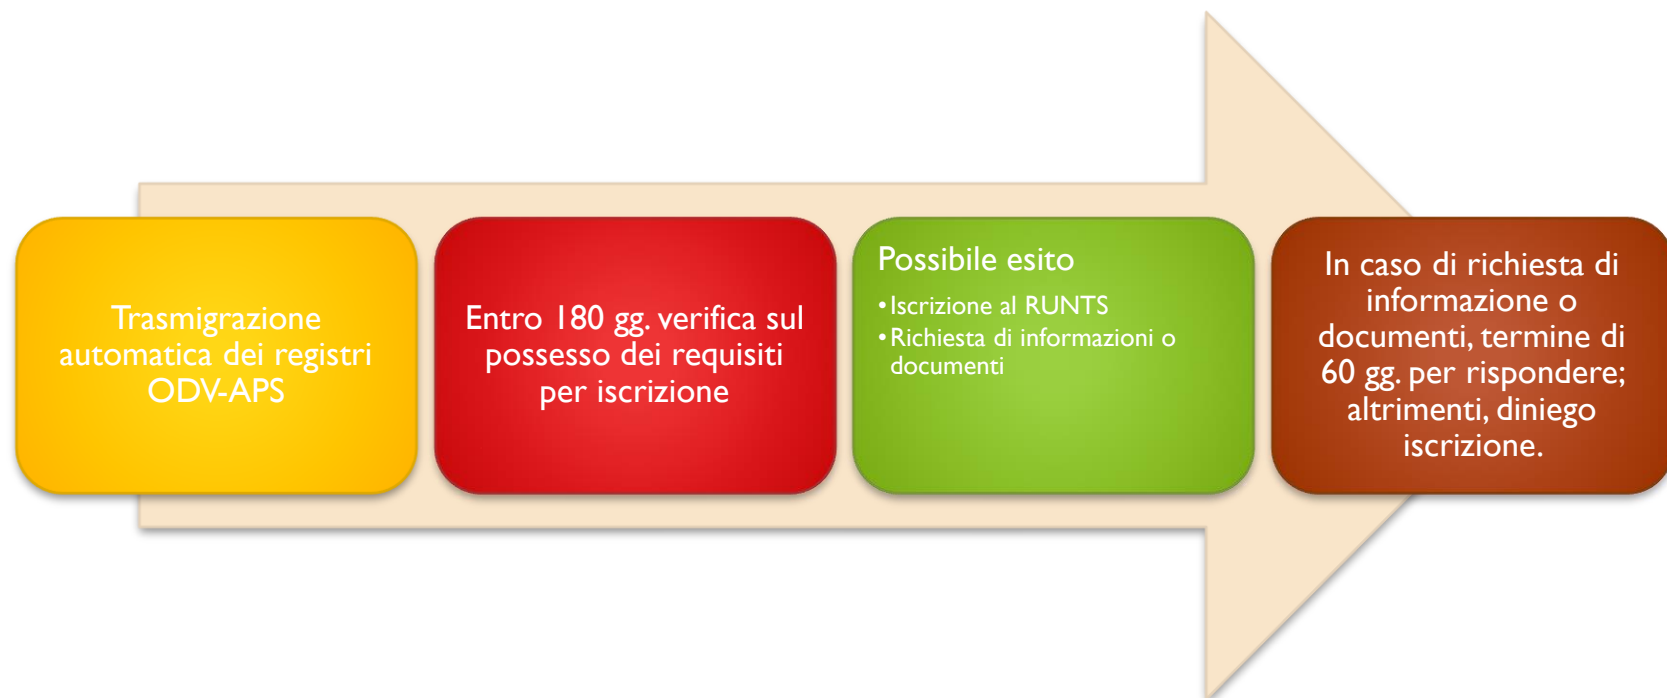 Trasmigrazione
automatica dei registri
ODV-APS
Entro 180 gg. verifica sul
possesso dei requisiti
per iscrizione
Possibile esito
• Iscrizione al RUNTS
• Richiesta di informazioni o
documenti
In caso di richiesta di
informazione o
documenti, termine di
60 gg. per rispondere;
altrimenti, diniego
iscrizione.